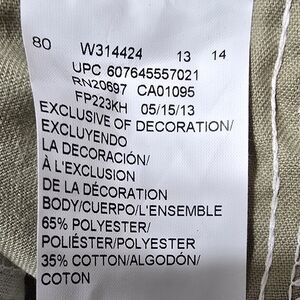 80 W314424 13 14
UPC 607645557021
RN20697 CA01095
FP223KH 05/15/13
EXCLUSIVE OF DECORATION/
EXCLUYENDO
LA DECORACIÓN/
À L'EXCLUSION
DE LA DÉCORATION
BODY/CUERPO/L'ENSEMBLE
65% POLYESTER/
POLIÉSTER/POLYESTER
35% COTTON/ALGODÓN/
COTON